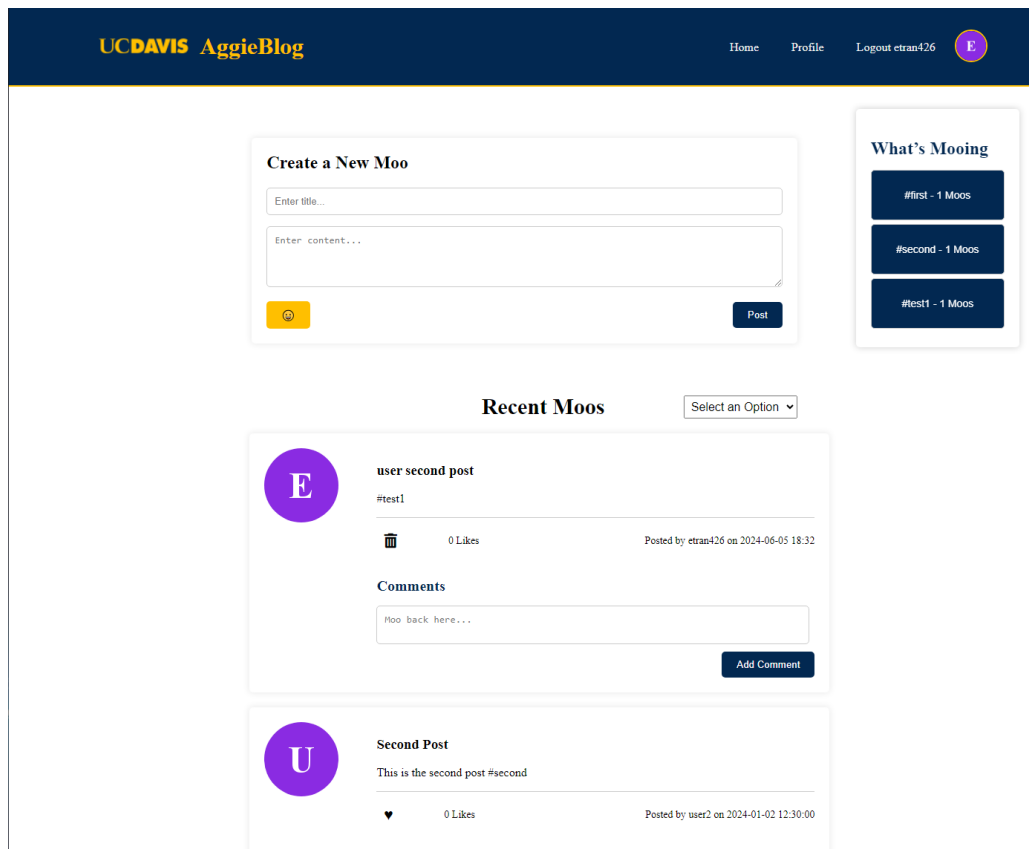 UCDAVIS AggieBlog
Home Profile Logout etran426 E
Create a New Moo
Enter title...
Enter content...
Post
What's Mooing
#first - 1 Moos
#second - 1 Moos
#test1 - 1 Moos
Recent Moos
Select an Option
E
user second post
#test1
0 Likes Posted by etran426 on 2024-06-05 18:32
Comments
Moo back here...
Add Comment
U
Second Post
This is the second post #second
0 Likes Posted by user2 on 2024-01-02 12:30:00